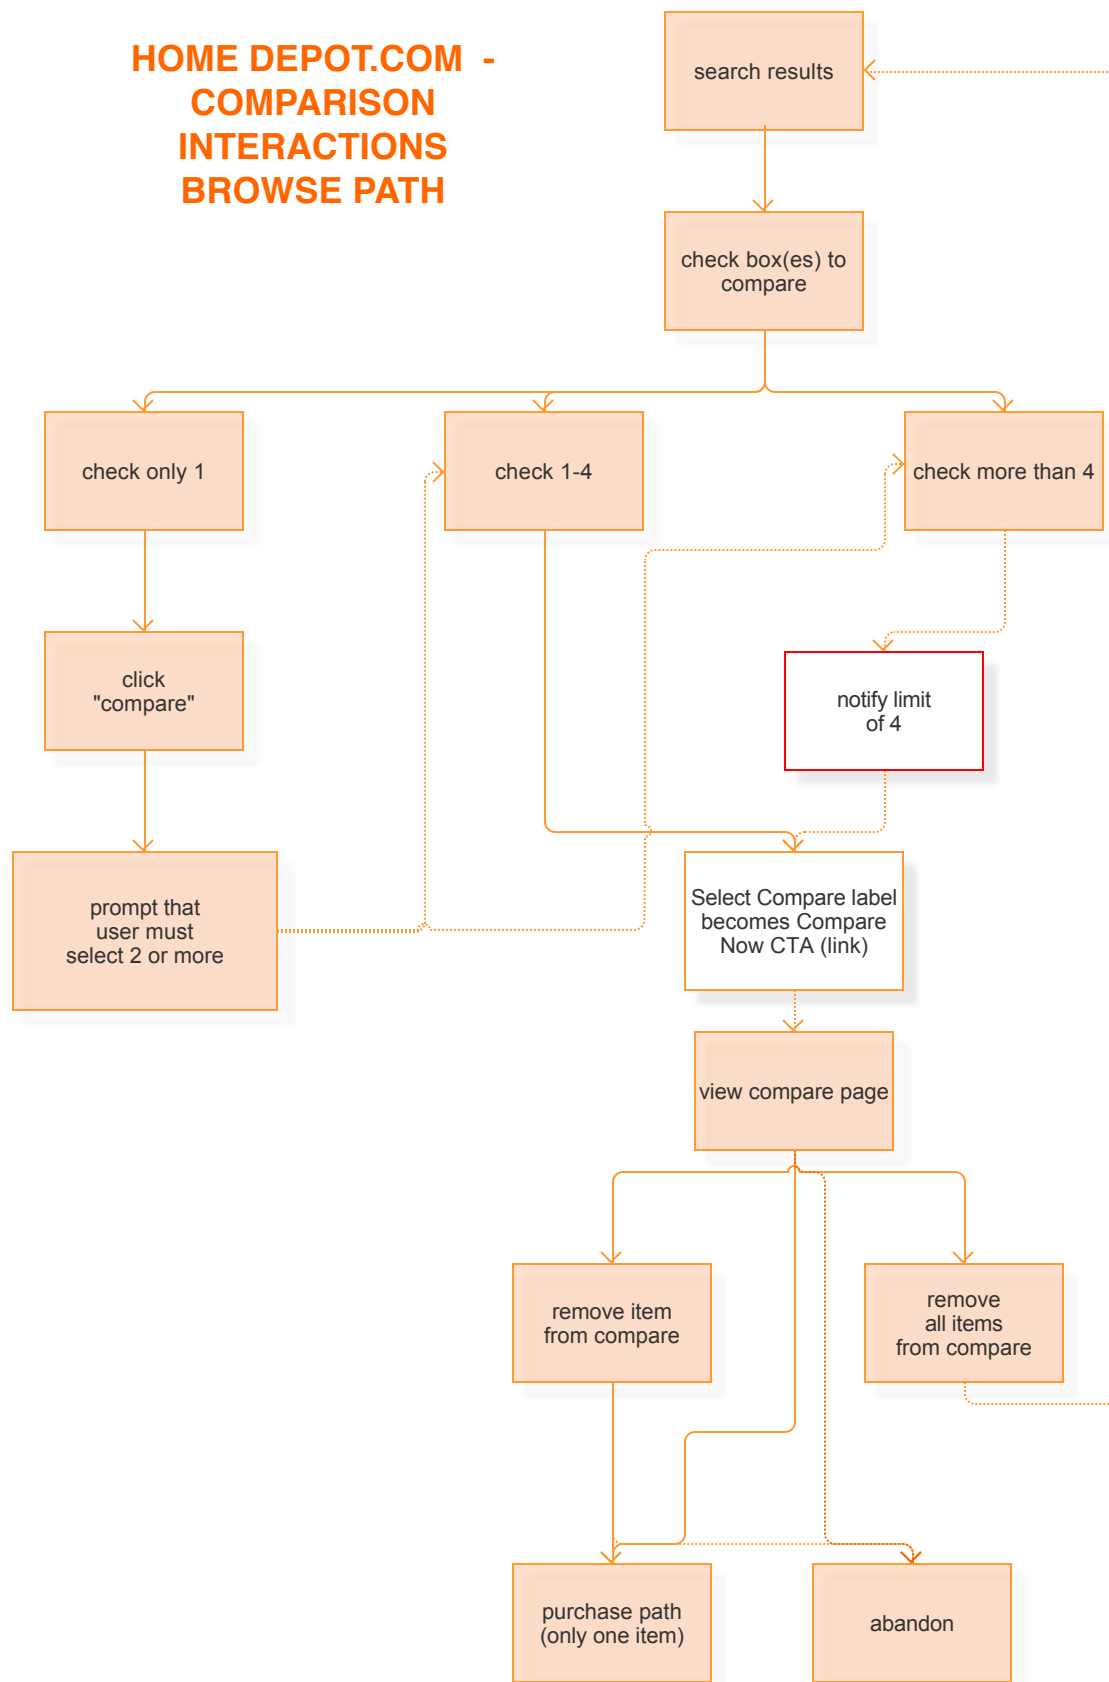 HOME DEPOT.COM -
COMPARISON
INTERACTIONS
BROWSE PATH
search results
check box(es) to
compare
check only 1
check 1-4
check more than 4
click
"compare"
notify limit
of 4
prompt that
user must
select 2 or more
Select Compare label
becomes Compare
Now CTA (link)
view compare page
remove item
from compare
remove
all items
from compare
purchase path
(only one item)
abandon